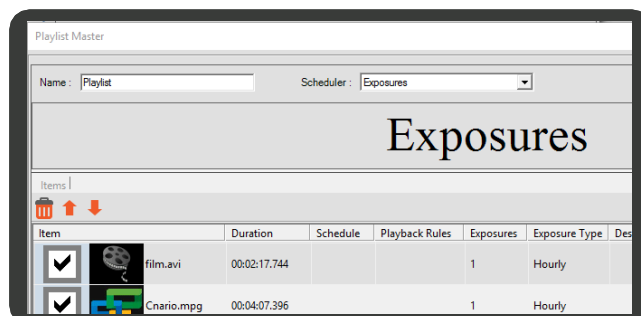 Playlist Master
Name : Playlist Scheduler : Exposures
Exposures
Items
Item Duration Schedule Playback Rules Exposures Exposure Type Des
film.avi 00:02:17.744 1 Hourly
Cnario.mpg 00:04:07.396 1 Hourly